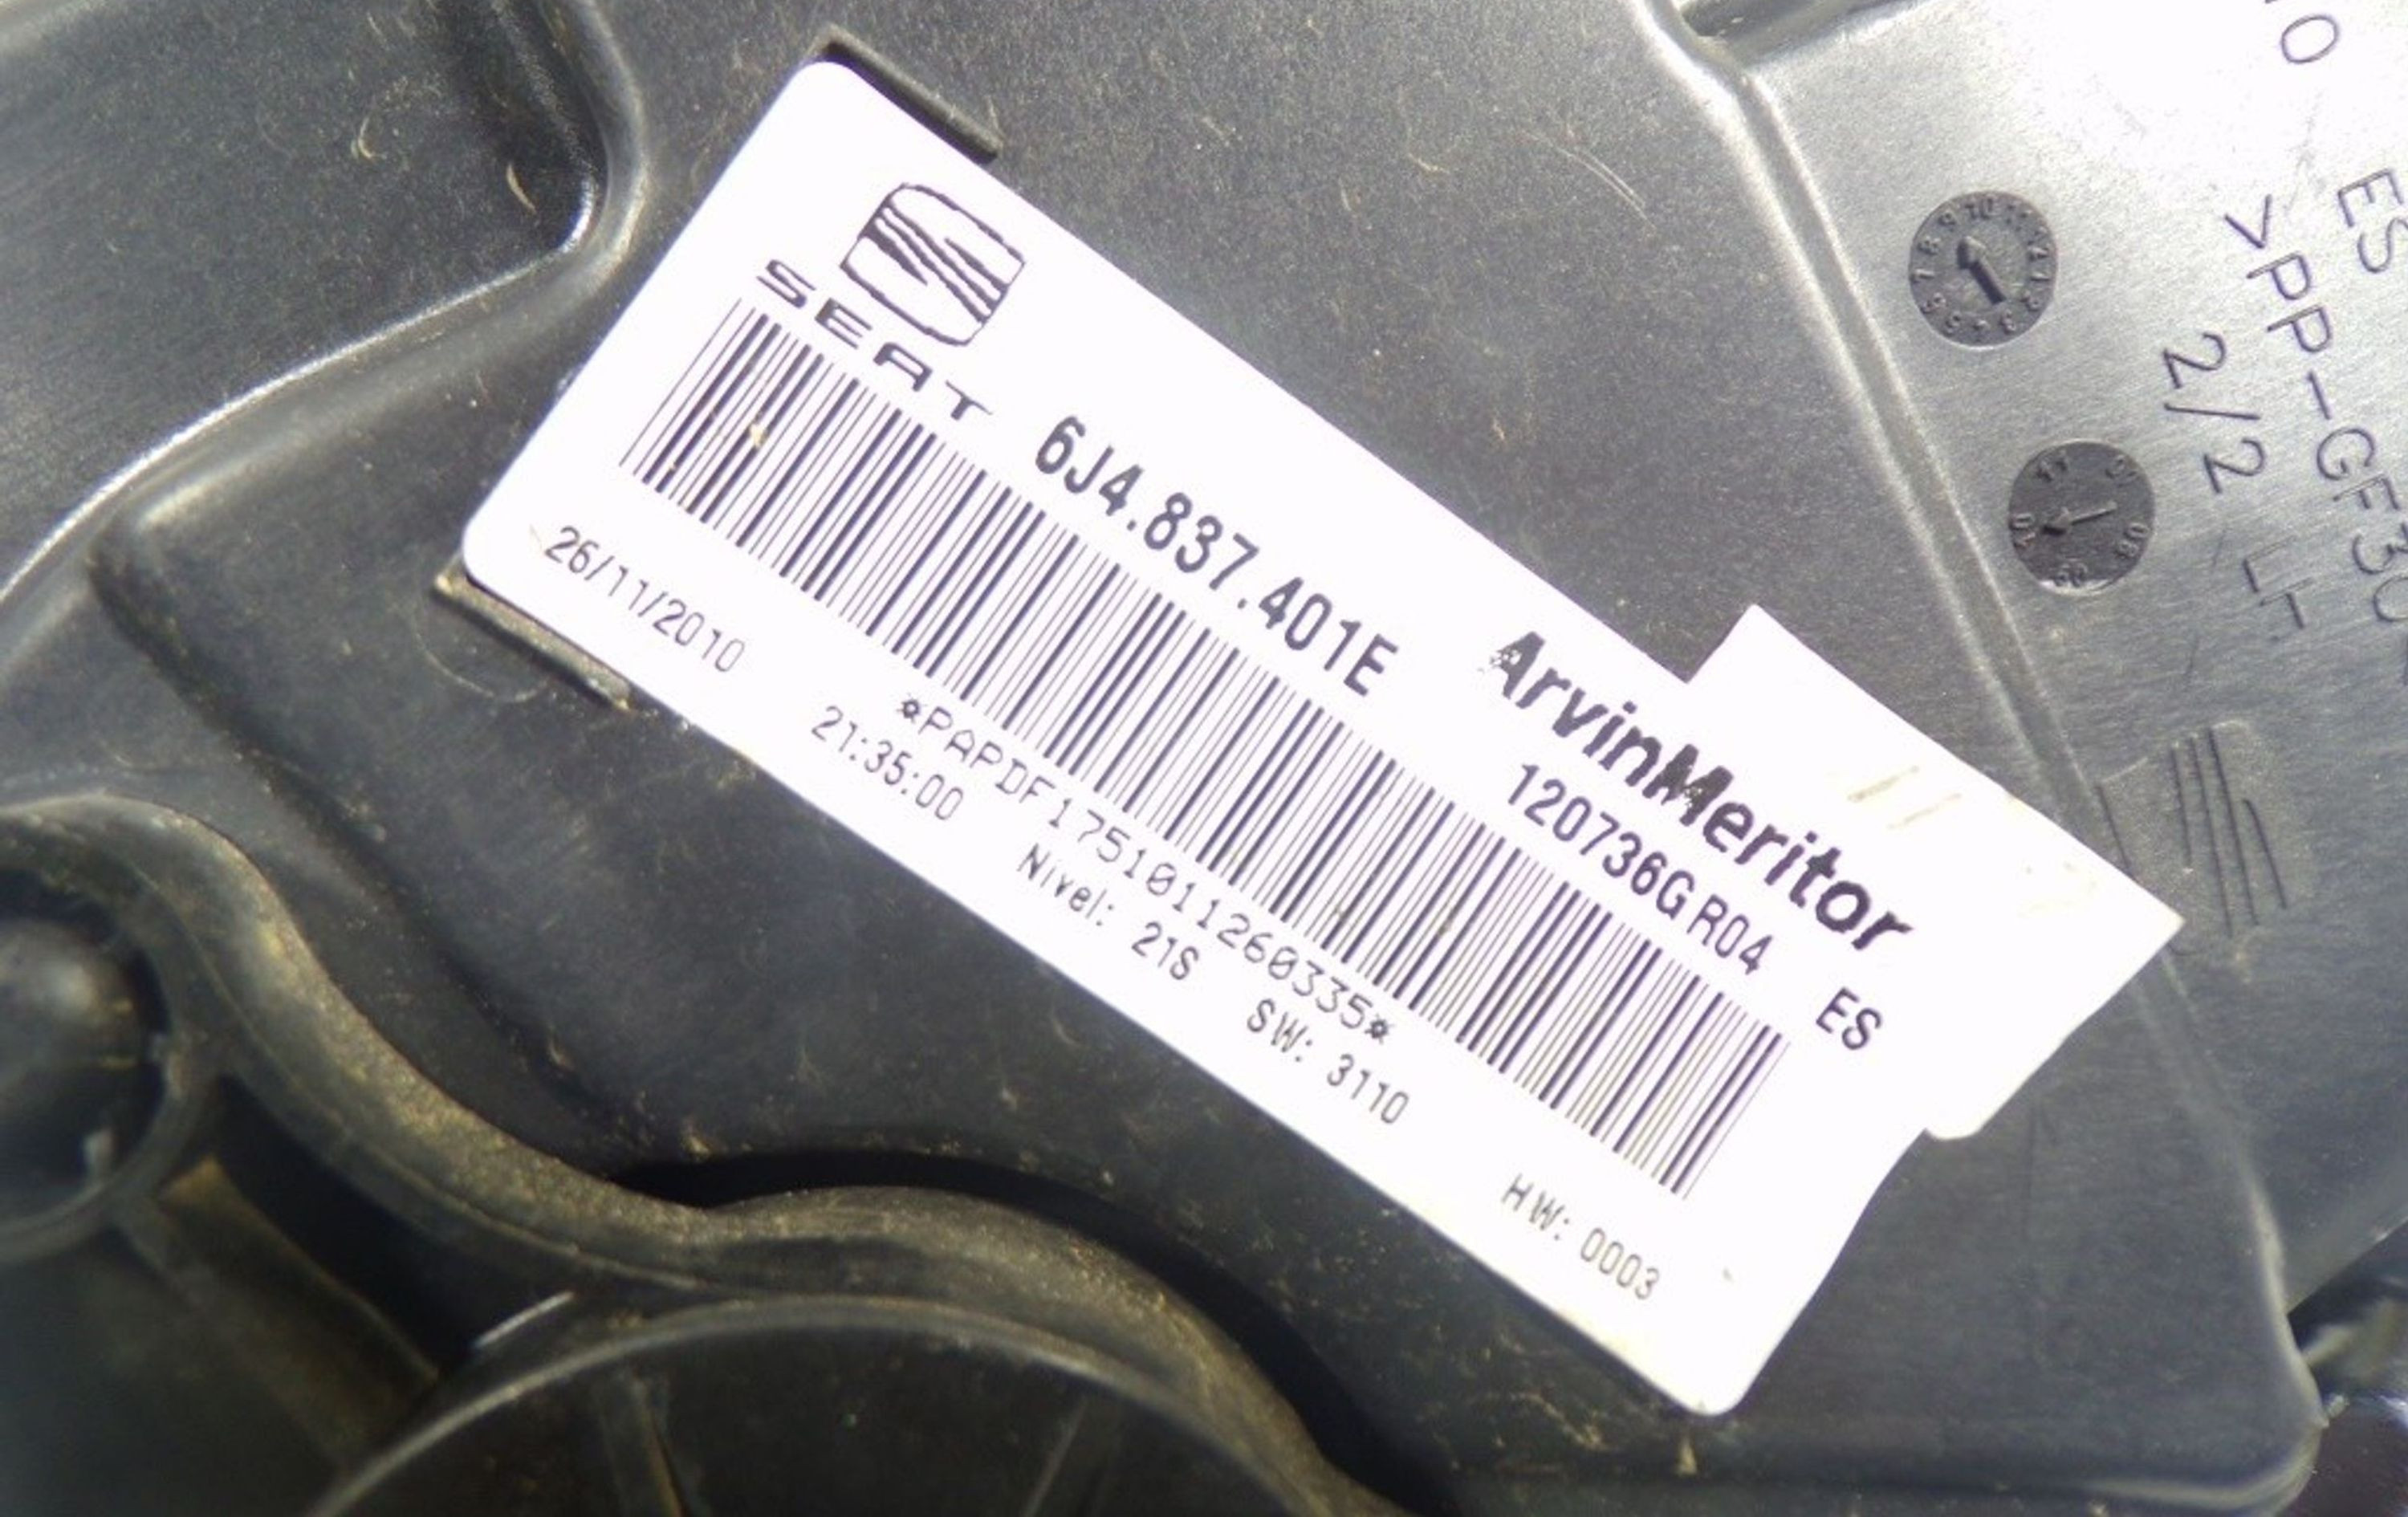 SEAT
6J4.837.401E
ArvinMeritor
120736G R04 ES
*PAPDF1751011260335*
26/11/2010 21:35:00 Nivel: 21S SW: 3110 HW: 0003
ES
>PP-GF30
2/2